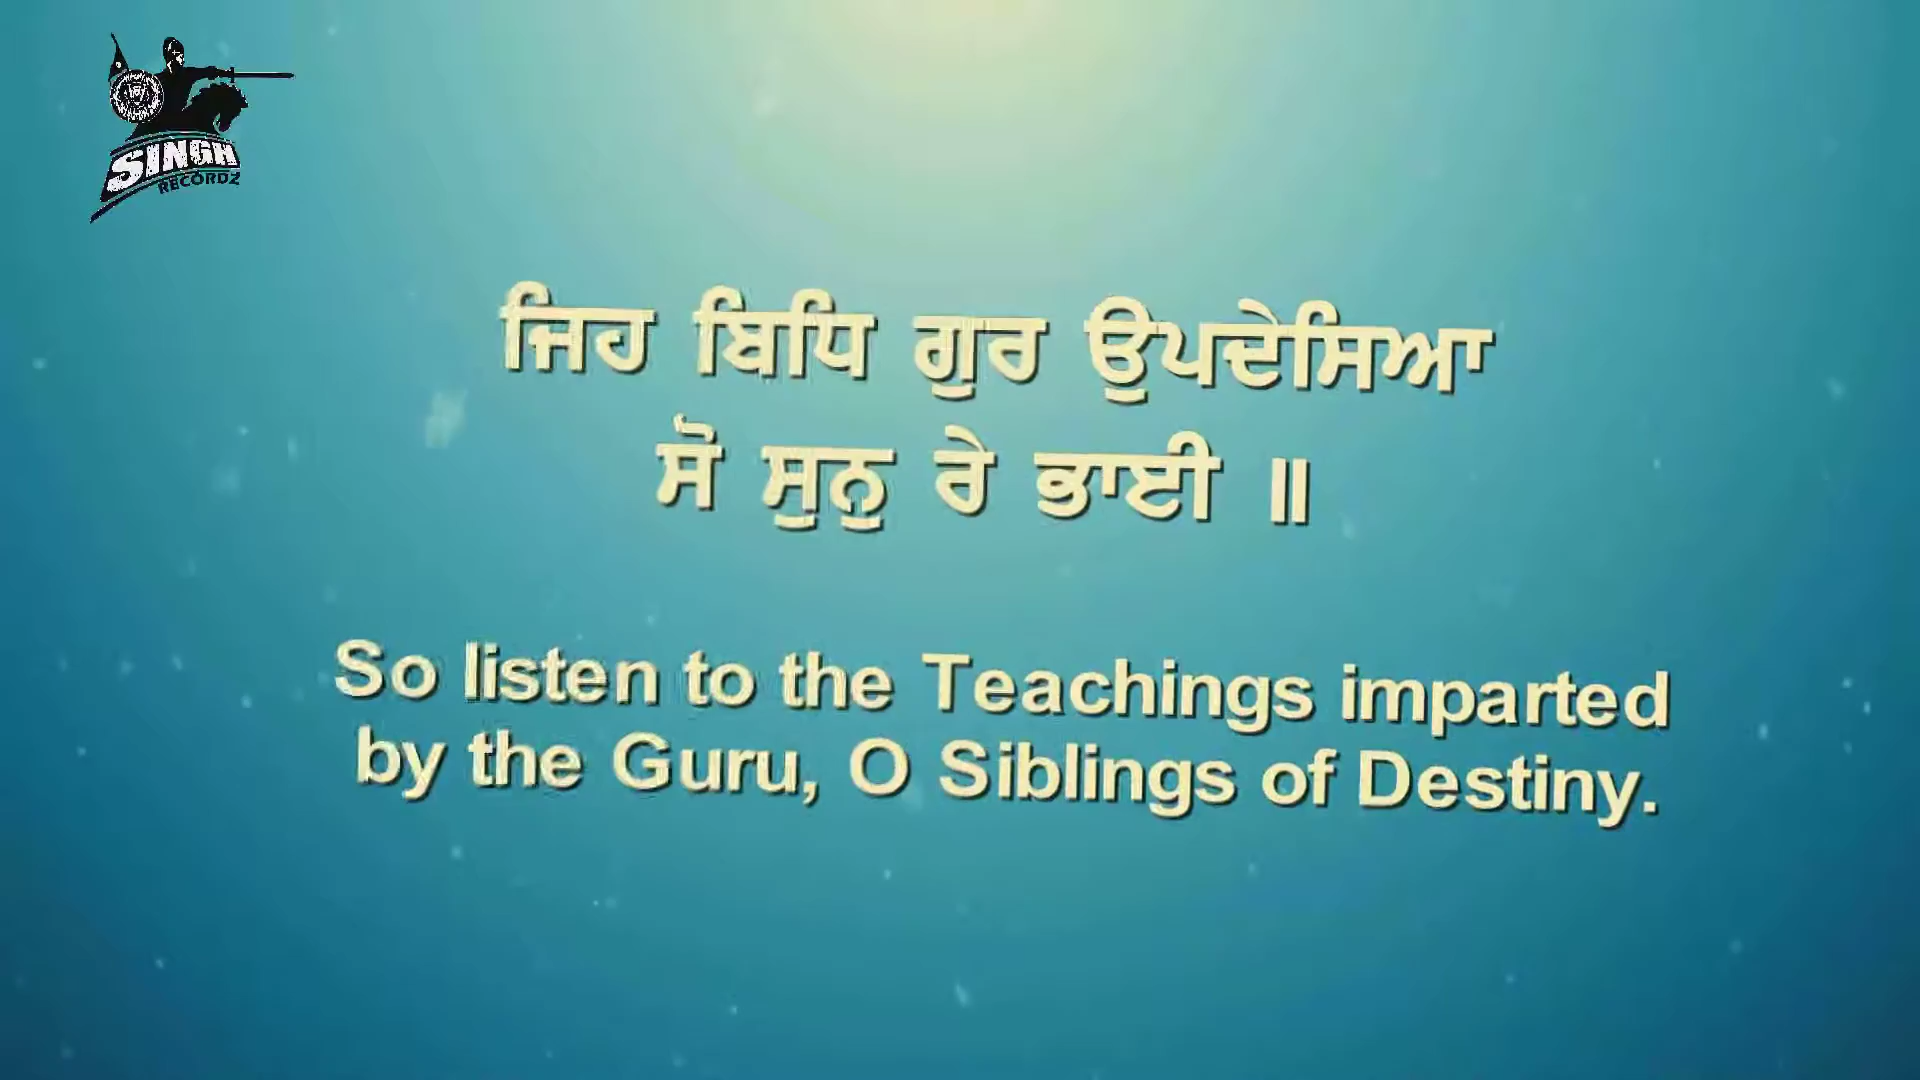 SINGH
RECORDZ
ਜਿਹ ਬਿਧਿ ਗੁਰ ਉਪਦੇਸਿਆ
ਸੋ ਸੁਨੁ ਰੇ ਭਾਈ ॥
So listen to the Teachings imparted
by the Guru, O Siblings of Destiny.